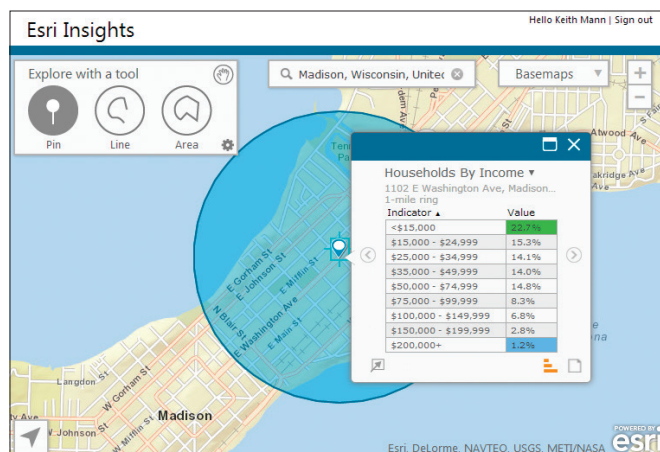 Hello Keith Mann | Sign out
Esri Insights
Explore with a tool
Pin
Line
Area
Madison, Wisconsin, Unitec
Basemaps
Atwood Ave
akridge Ave
E Gorham St
E Johnson St
E Mifflin St
N Blair St
E Washington Ave
E Main St
Langdon St
W Gorham St
Madison
W Johnson St
W Mifflin St
Households By Income
1102 E Washington Ave, Madison...
1-mile ring
Indicator Value
<$15,000 22.7%
$15,000 - $24,999 15.3%
$25,000 - $34,999 14.1%
$35,000 - $49,999 14.0%
$50,000 - $74,999 14.8%
$75,000 - $99,999 8.3%
$100,000 - $149,999 6.8%
$150,000 - $199,999 2.8%
$200,000+ 1.2%
Esri, DeLorme, NAVTEQ, USGS, METI/NASA
POWERED BY
esri